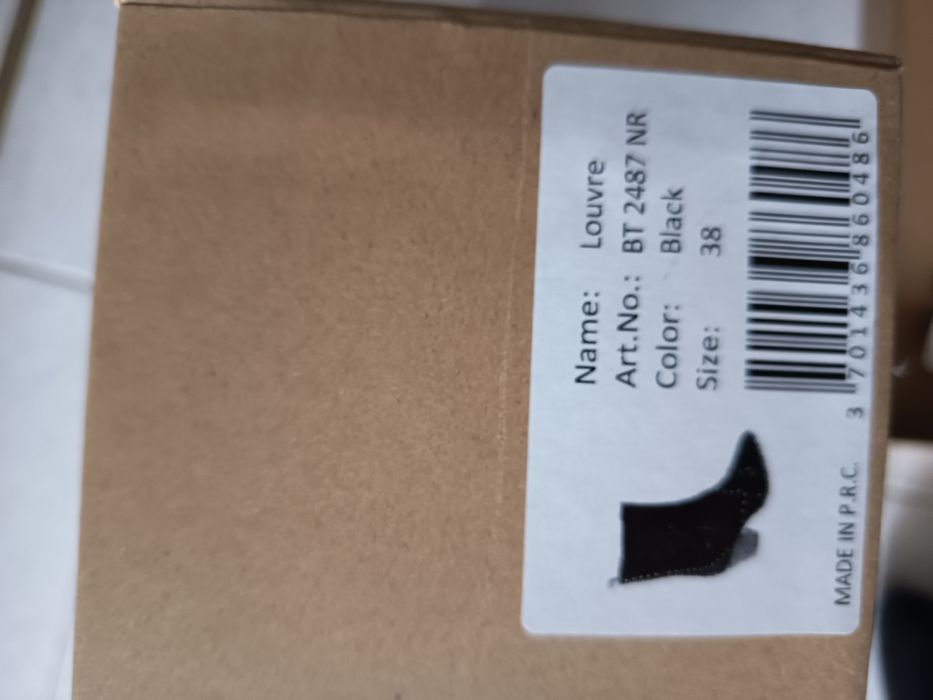 Name: Louvre
Art.No.: BT 2487 NR
Color: Black
Size: 38
3 701436 860486
MADE IN P.R.C.